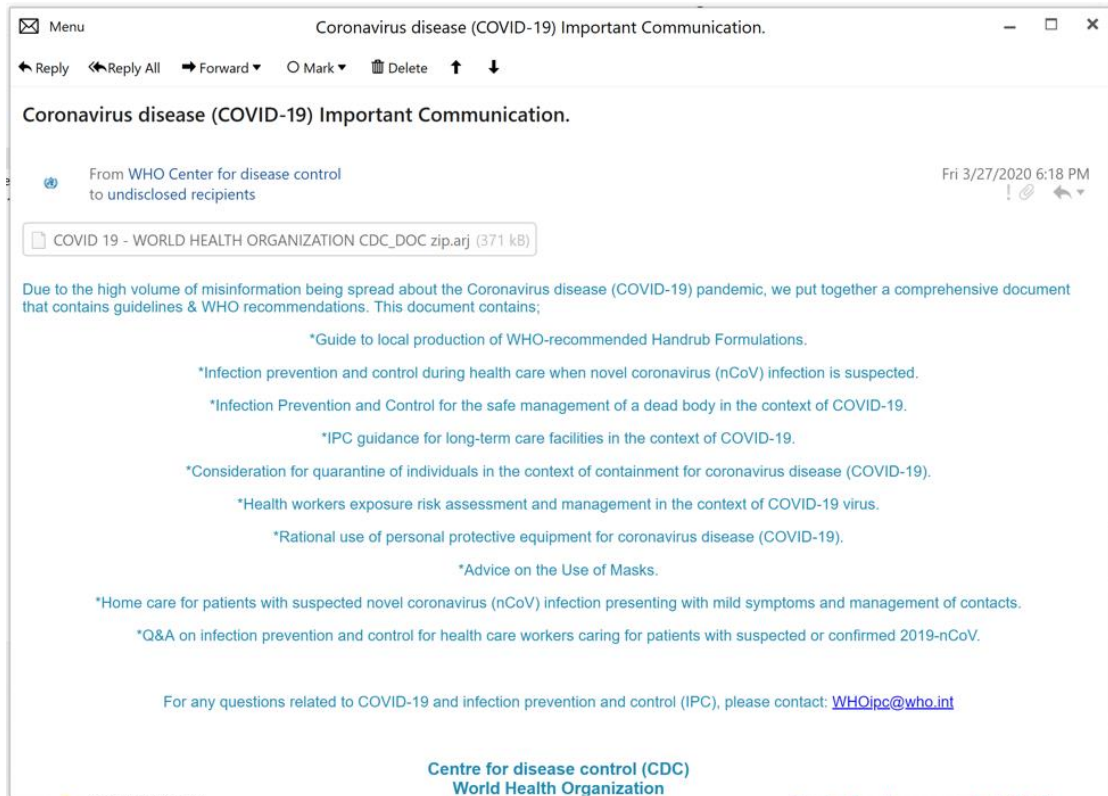 Menu
Coronavirus disease (COVID-19) Important Communication.
Reply Reply All Forward Mark Delete
Coronavirus disease (COVID-19) Important Communication.
From WHO Center for disease control
Fri 3/27/2020 6:18 PM
to undisclosed recipients
COVID 19 - WORLD HEALTH ORGANIZATION CDC_DOC zip.arj (371 kB)
Due to the high volume of misinformation being spread about the Coronavirus disease (COVID-19) pandemic, we put together a comprehensive document
that contains guidelines & WHO recommendations. This document contains;
*Guide to local production of WHO-recommended Handrub Formulations.
*Infection prevention and control during health care when novel coronavirus (nCoV) infection is suspected.
*Infection Prevention and Control for the safe management of a dead body in the context of COVID-19.
*IPC guidance for long-term care facilities in the context of COVID-19.
*Consideration for quarantine of individuals in the context of containment for coronavirus disease (COVID-19).
*Health workers exposure risk assessment and management in the context of COVID-19 virus.
*Rational use of personal protective equipment for coronavirus disease (COVID-19).
*Advice on the Use of Masks.
*Home care for patients with suspected novel coronavirus (nCoV) infection presenting with mild symptoms and management of contacts.
*Q&A on infection prevention and control for health care workers caring for patients with suspected or confirmed 2019-nCoV.
For any questions related to COVID-19 and infection prevention and control (IPC), please contact: WHOipc@who.int
Centre for disease control (CDC)
World Health Organization